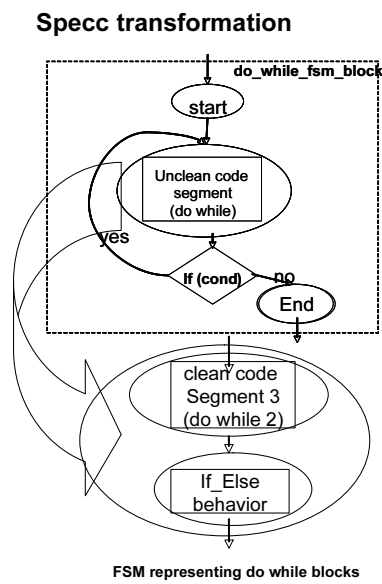 Specc transformation
do_while_fsm_block
start
Unclean code
segment
(do while)
yes
If (cond)
no
End
clean code
Segment 3
(do while 2)
If_Else
behavior
FSM representing do while blocks